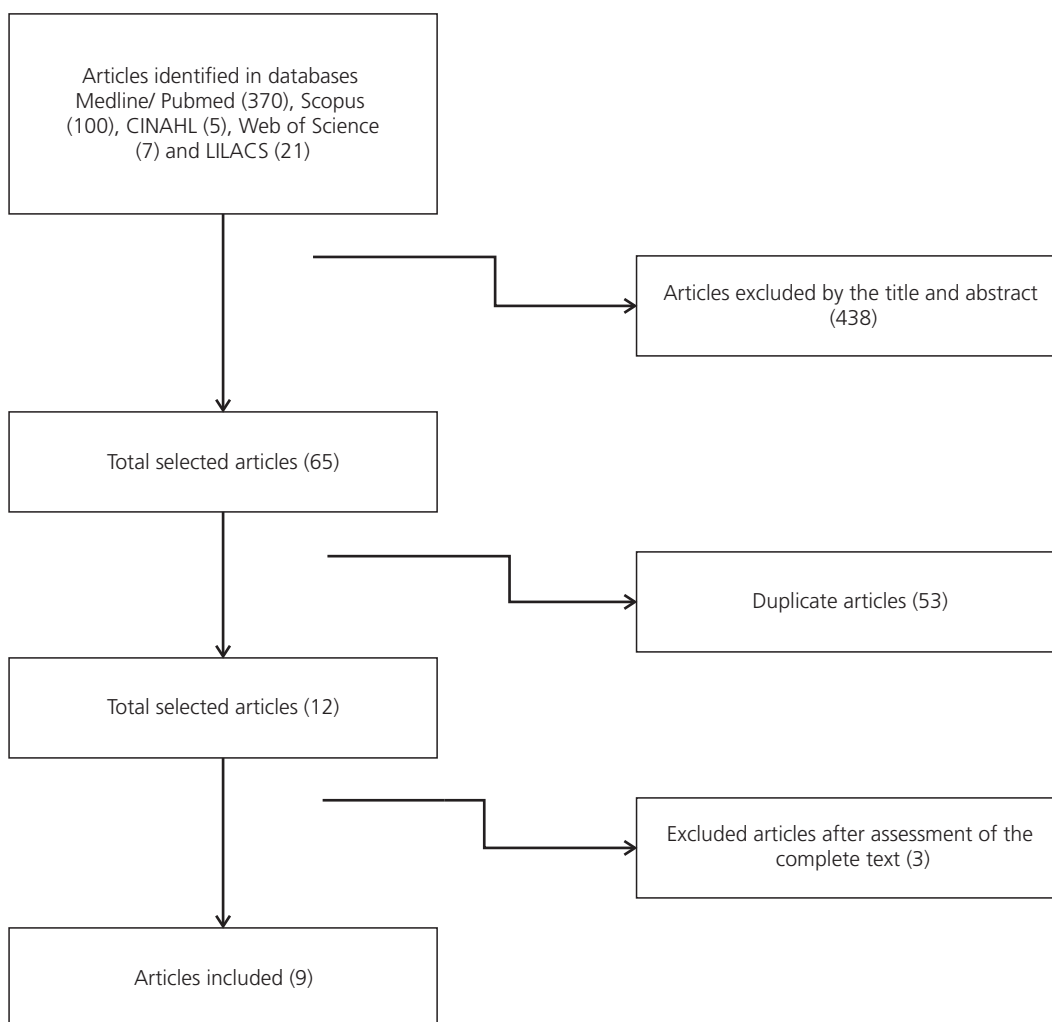 Articles identified in databases
Medline/ Pubmed (370), Scopus
(100), CINAHL (5), Web of Science
(7) and LILACS (21)
Articles excluded by the title and abstract
(438)
Total selected articles (65)
Duplicate articles (53)
Total selected articles (12)
Excluded articles after assessment of the
complete text (3)
Articles included (9)